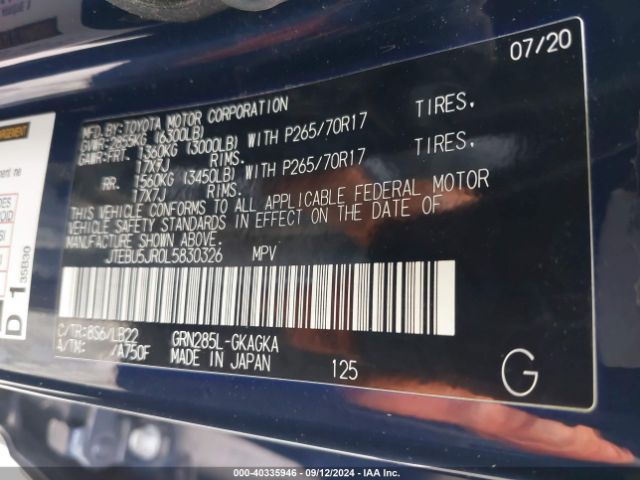 07/20
MFD.BY:TOYOTA MOTOR CORPORATION
GVWR:2855KG (6300LB)
GAWR:FRT. 1360KG (3000LB) WITH P265/70R17 TIRES.
17X7J RIMS.
RR. 1560KG (3450LB) WITH P265/70R17 TIRES.
17X7J RIMS.
THIS VEHICLE CONFORMS TO ALL APPLICABLE FEDERAL MOTOR
VEHICLE SAFETY STANDARDS IN EFFECT ON THE DATE OF
MANUFACTURE SHOWN ABOVE.
JTEBU5JR0L5830326 MPV
C/TR:8S6/LB22 GRN285L-GKAGKA
A/TM: /A750F MADE IN JAPAN 125
G
D 1 35B30
000-40335946 - 09/12/2024 - IAA Inc.